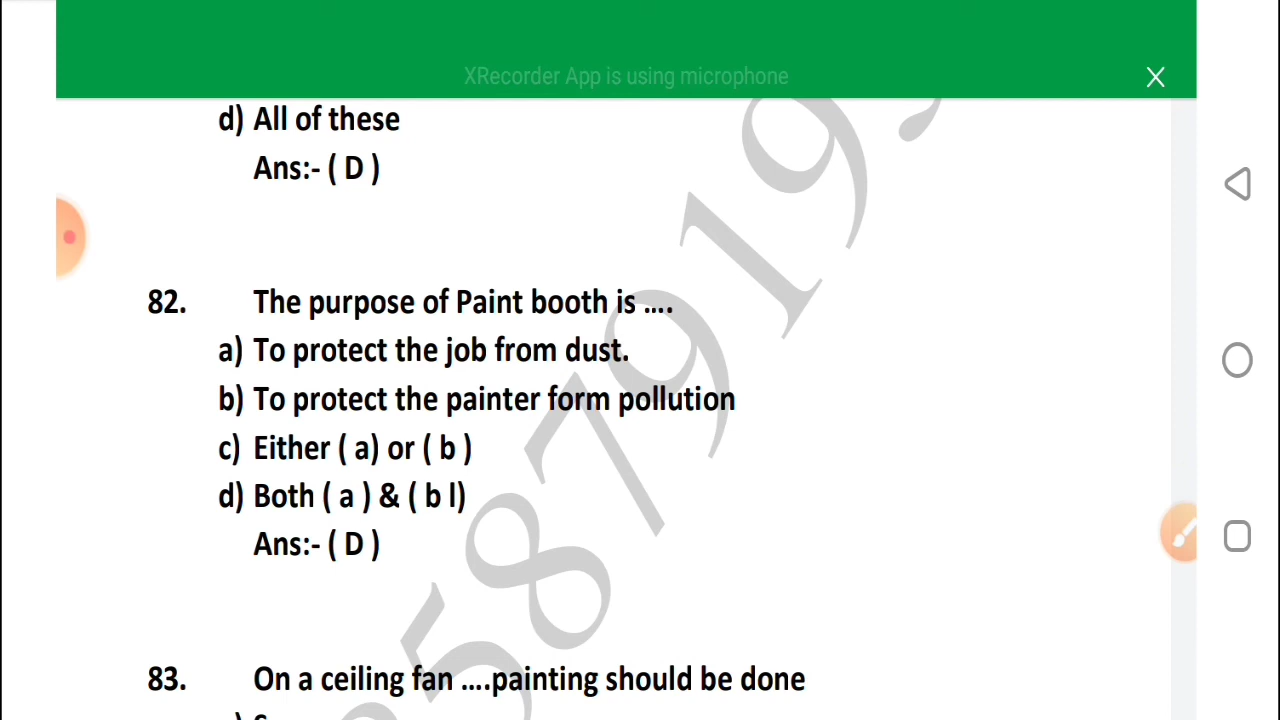 XRecorder App is using microphone
d) All of these
Ans:- ( D )
82. The purpose of Paint booth is ....
a) To protect the job from dust.
b) To protect the painter form pollution
c) Either ( a) or ( b )
d) Both ( a ) & ( b l)
Ans:- ( D )
83. On a ceiling fan ....painting should be done